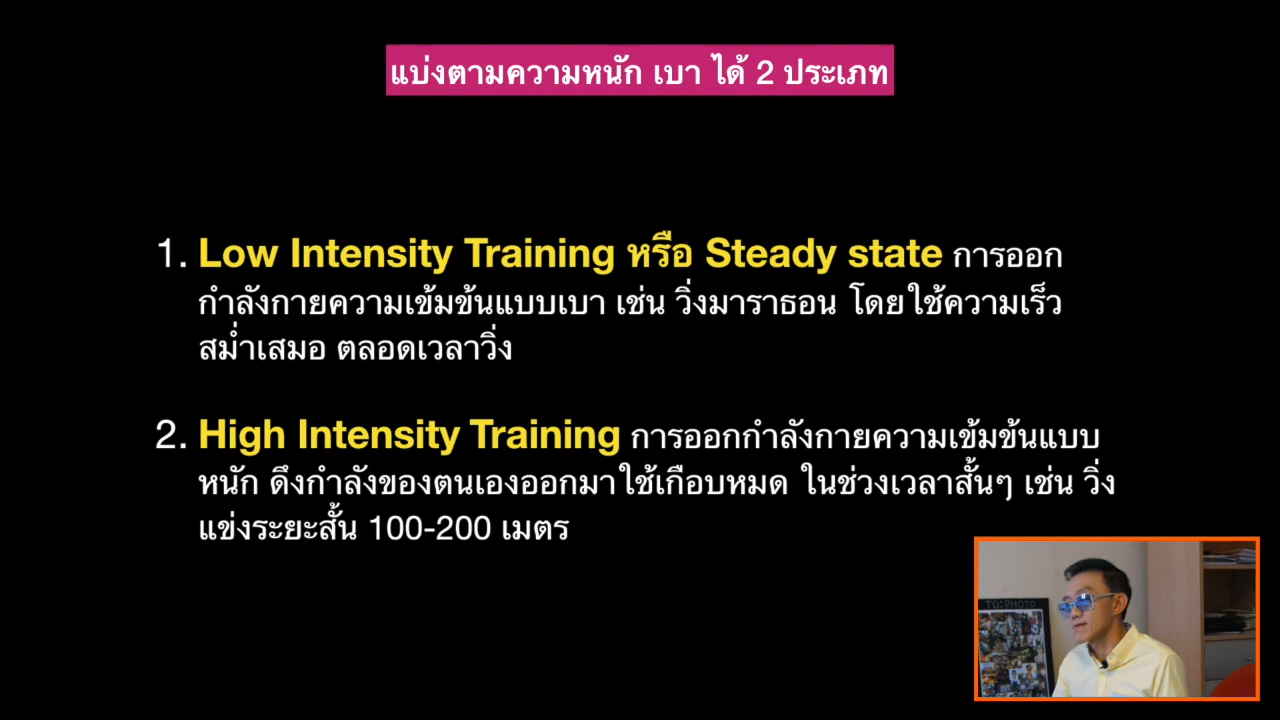 แบ่งตามความหนัก เบา ได้ 2 ประเภท
1. Low Intensity Training หรือ Steady state การออก
กำลังกายความเข้มข้นแบบเบา เช่น วิ่งมาราธอน โดยใช้ความเร็ว
สม่ำเสมอ ตลอดเวลาวิ่ง
2. High Intensity Training การออกกำลังกายความเข้มข้นแบบ
หนัก ดึงกำลังของตนเองออกมาใช้เกือบหมด ในช่วงเวลาสั้นๆ เช่น วิ่ง
แข่งระยะสั้น 100-200 เมตร
TO:PHOTO